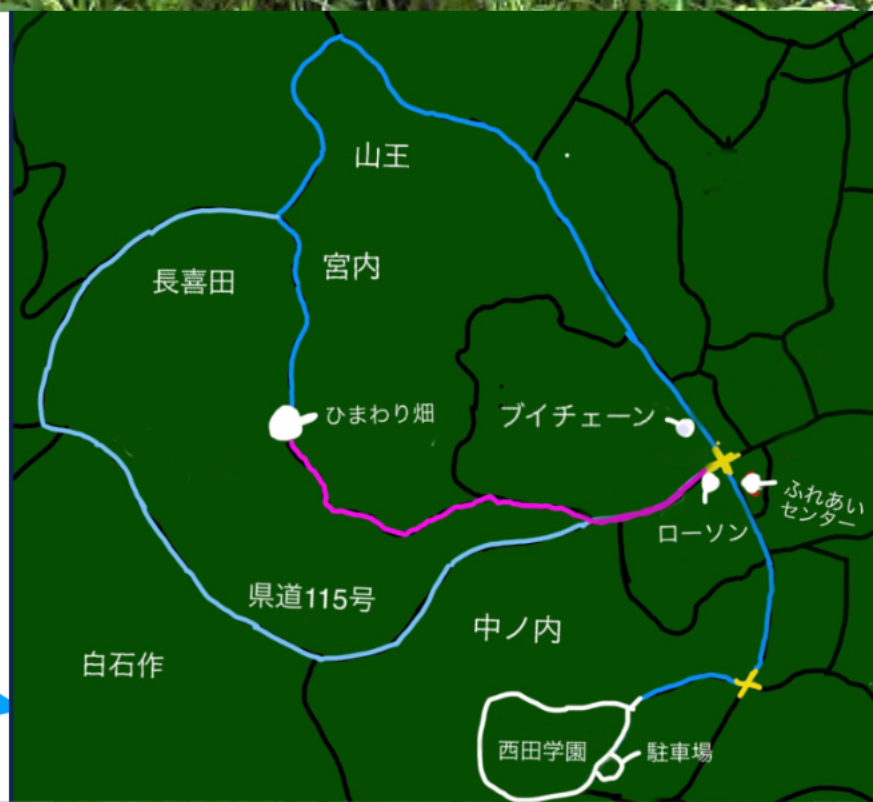 山王
宮内
長喜田
ひまわり畑
ブイチェーン
ふれあい
センター
ローソン
県道115号
中ノ内
白石作
西田学園
駐車場